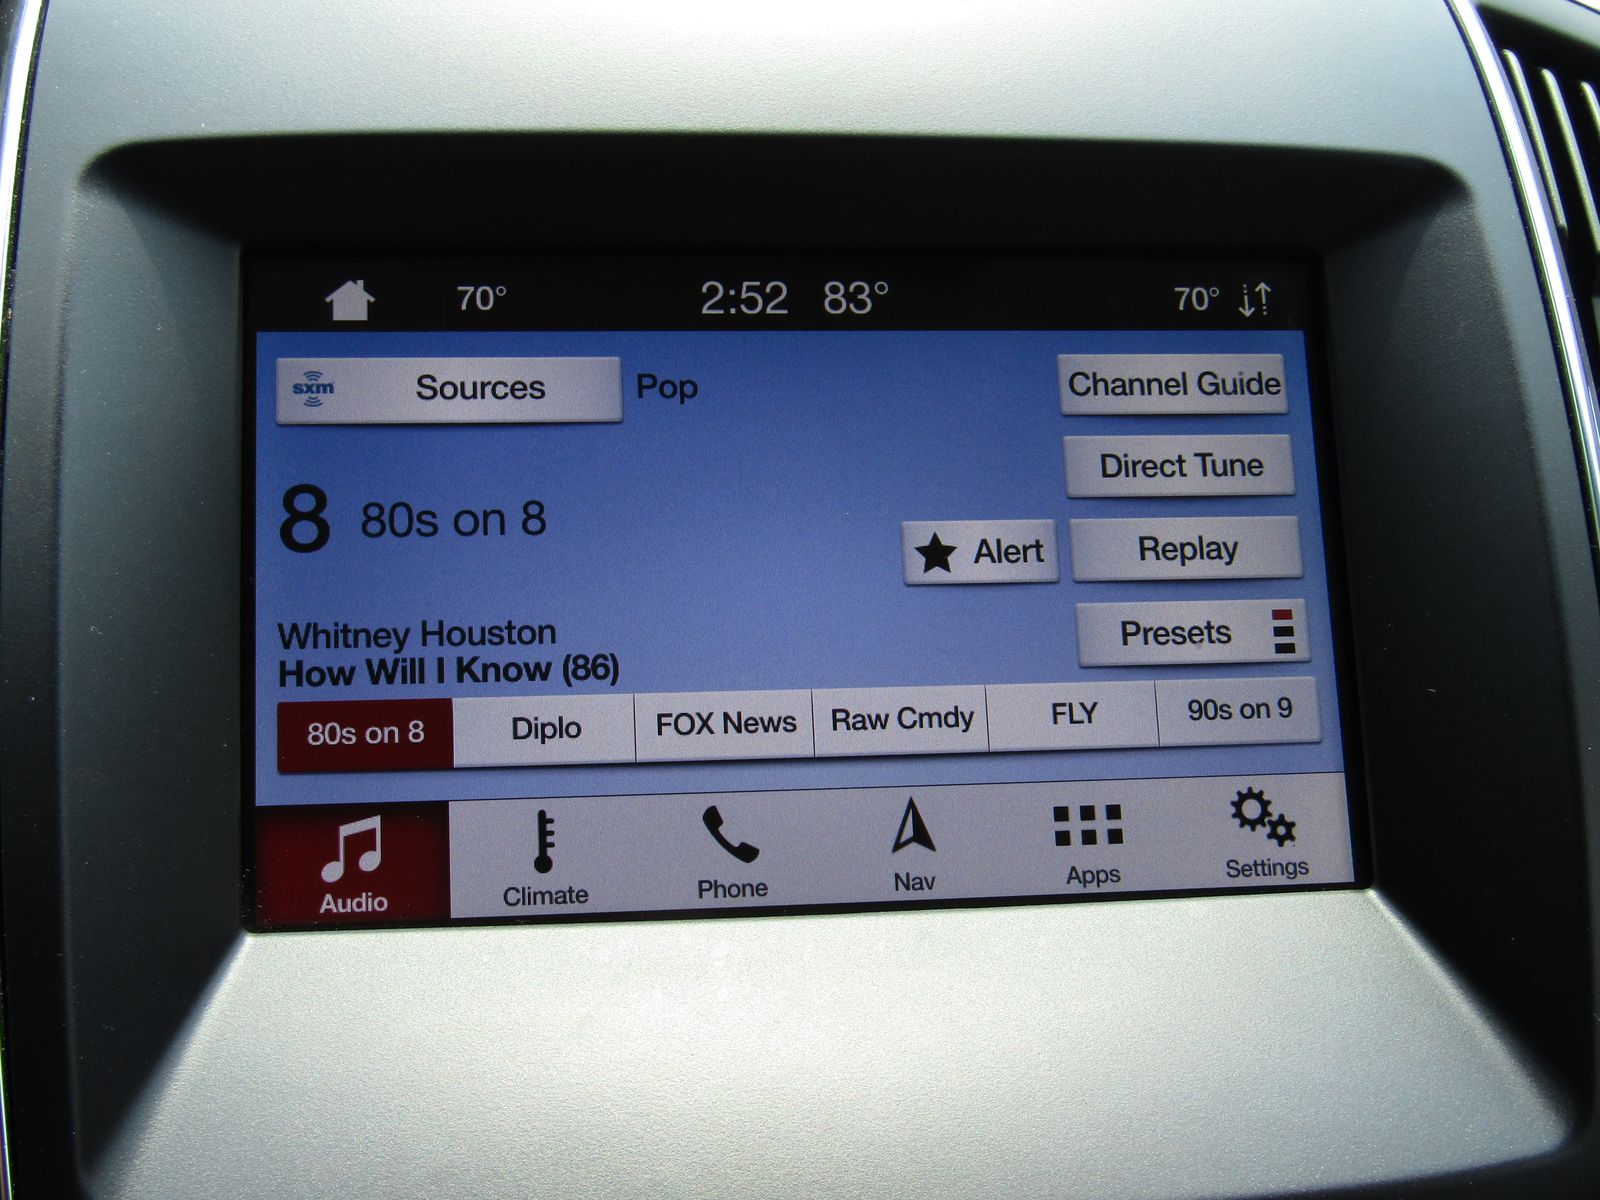 70° 2:52 83° 70°
sxm Sources Pop Channel Guide
Direct Tune
8 80s on 8
Alert Replay
Presets
Whitney Houston
How Will I Know (86)
80s on 8 Diplo FOX News Raw Cmdy FLY 90s on 9
Audio Climate Phone Nav Apps Settings